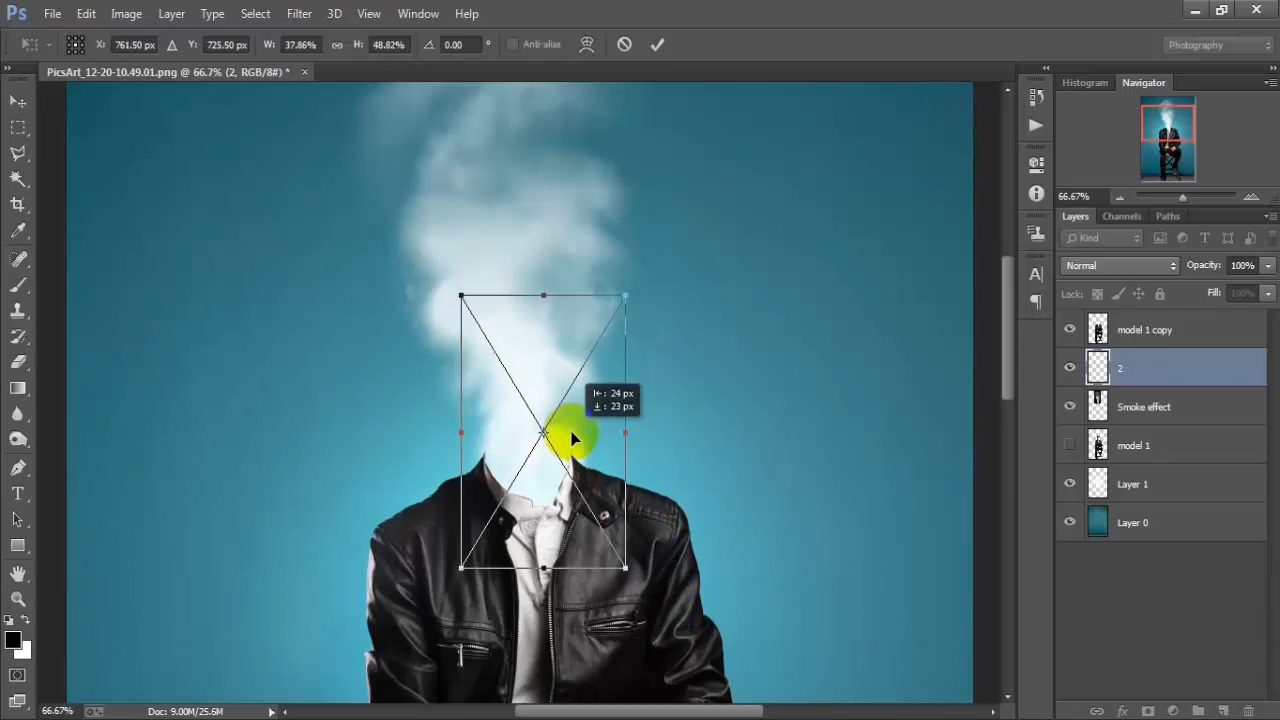 Ps File Edit Image Layer Type Select Filter 3D View Window Help
X: 761.50 px Y: 725.50 px W: 37.86% H: 48.82% 0.00 ° Anti-alias Photography
PicsArt_12-20-10.49.01.png @ 66.7% (2, RGB/8#) * ×
Histogram Navigator
66.67%
Layers Channels Paths
Kind
Normal Opacity: 100%
Lock: Fill: 100%
model 1 copy
2
Smoke effect
model 1
Layer 1
Layer 0
: 24 px
: 23 px
66.67% Doc: 9.00M/25.6M